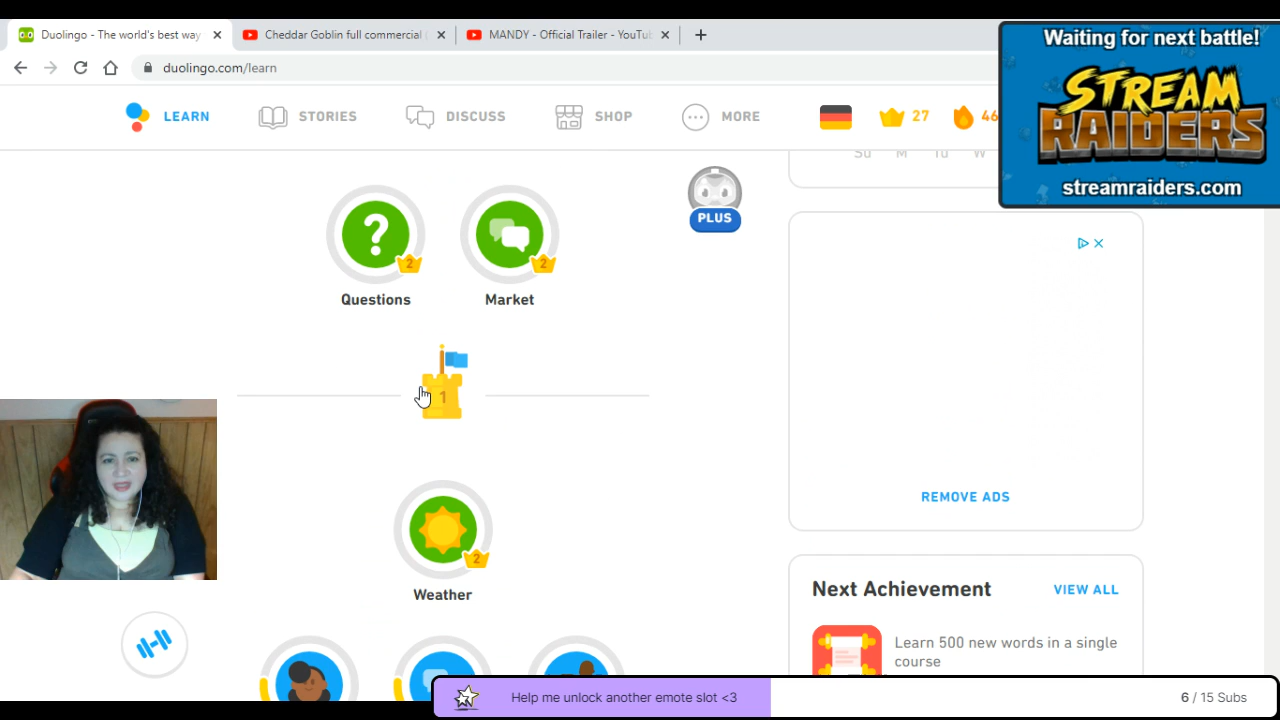 Duolingo - The world's best way
Cheddar Goblin full commercial (
MANDY - Official Trailer - YouTu
duolingo.com/learn
Waiting for next battle!
STREAM
RAIDERS
streamraiders.com
LEARN
STORIES
DISCUSS
SHOP
MORE
27
46
Su M Tu W
PLUS
2
2
Questions
Market
1
REMOVE ADS
2
Weather
Next Achievement
VIEW ALL
Learn 500 new words in a single
course
Help me unlock another emote slot <3
6 / 15 Subs